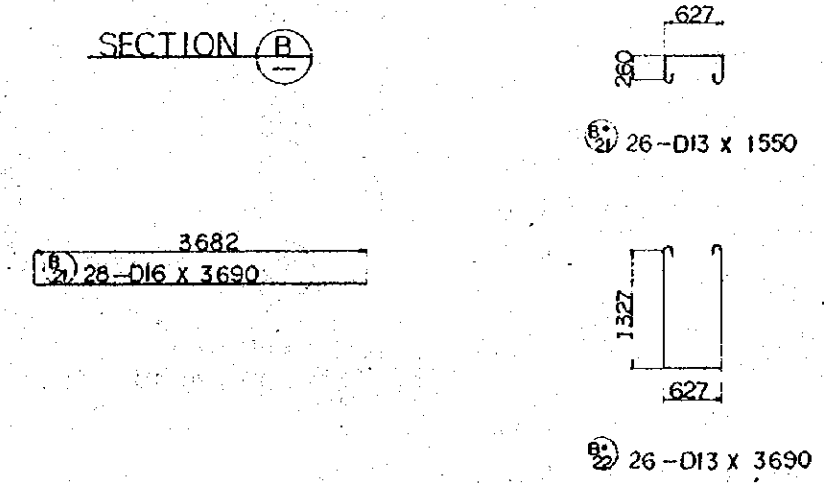 SECTION B
627
260
B• 21 26-D13 X 1550
3682
B 21 28-D16 X 3690
1327
627
B• 22 26-D13 X 3690